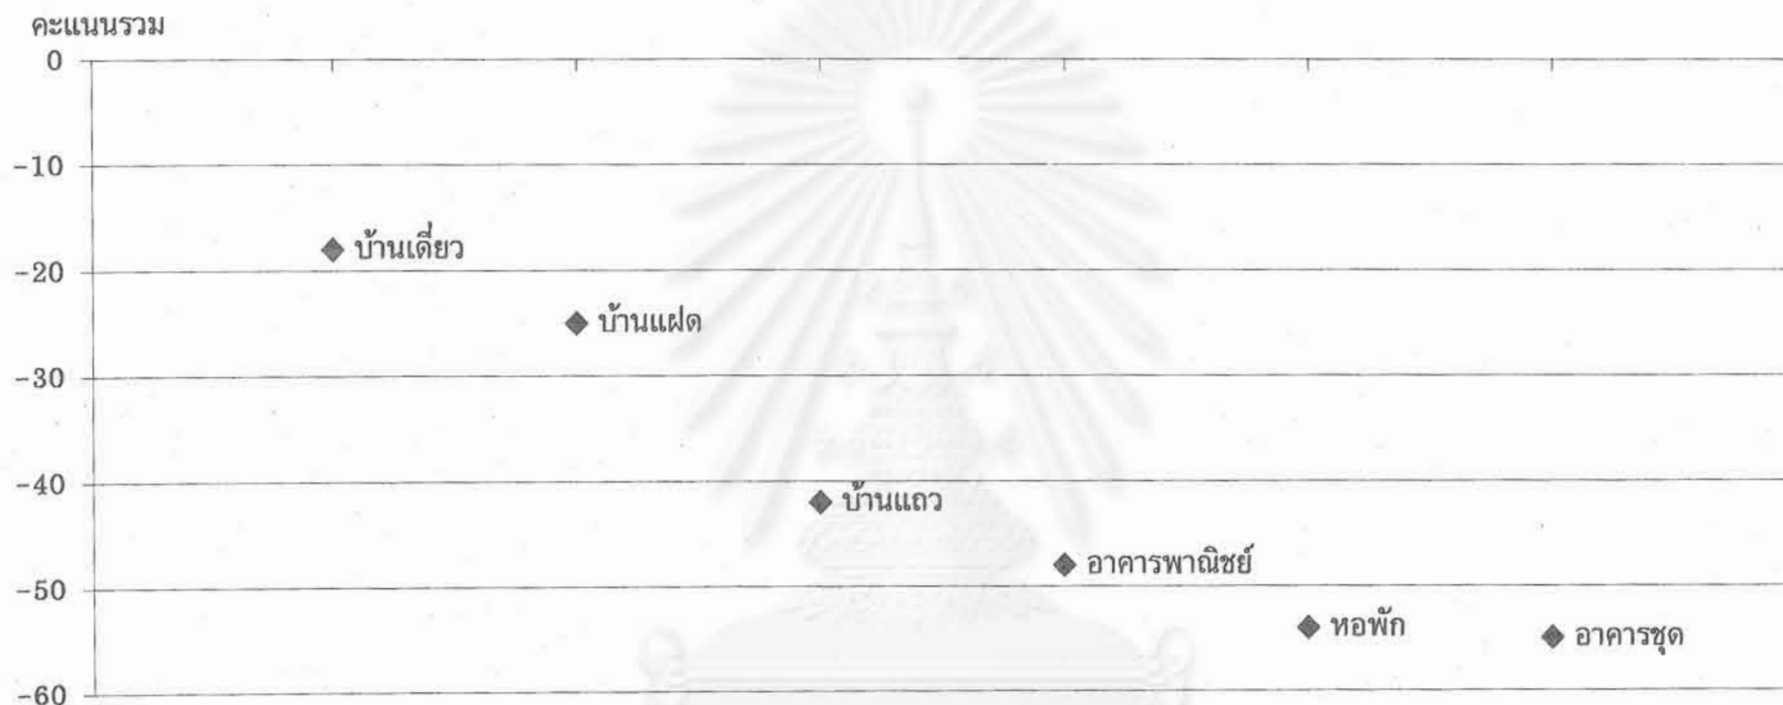 คะแนนรวม
0
-10
บ้านเดี่ยว
-20
บ้านแฝด
-30
-40
บ้านแถว
อาคารพาณิชย์
-50
หอพัก
อาคารชุด
-60